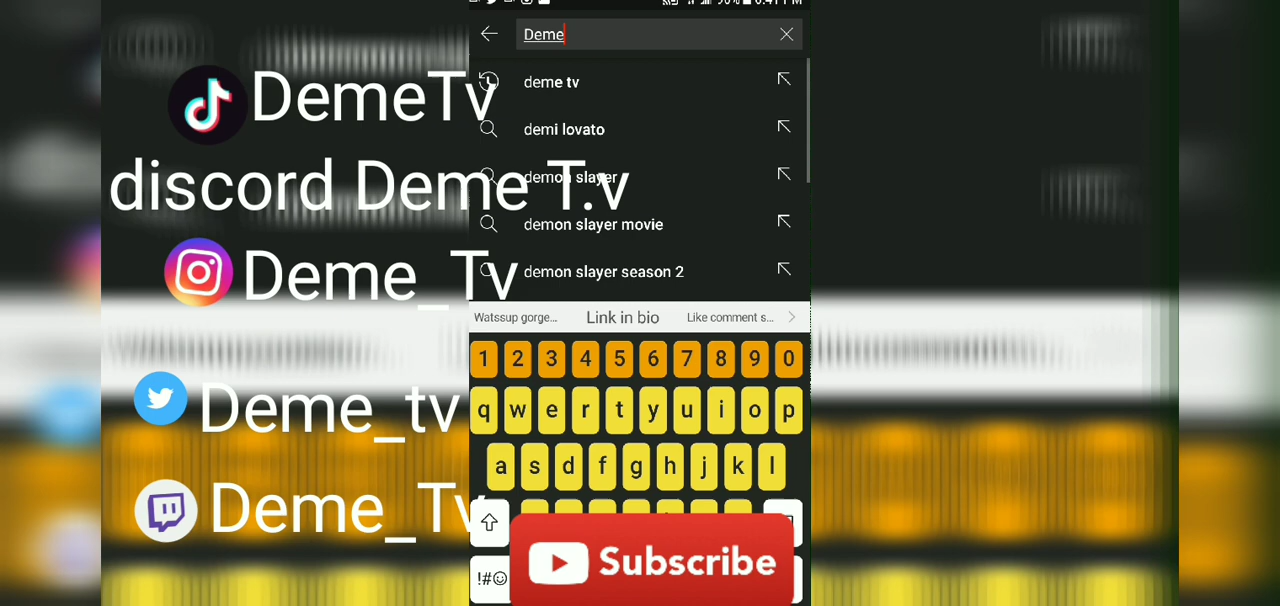 Deme
deme tv
demi lovato
demon slayer
demon slayer movie
demon slayer season 2
DemeTv
discord Deme T.v
Deme_Tv
Deme_tv
Deme_Tv
Watssup gorge... Link in bio Like comment s...
1 2 3 4 5 6 7 8 9 0
q w e r t y u i o p
a s d f g h j k l
!#☺
Subscribe